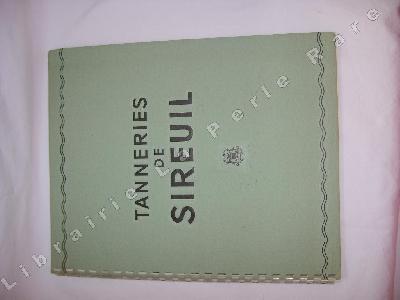 TANNERIES
DE
SIREUIL
Librairie La Perle Rare